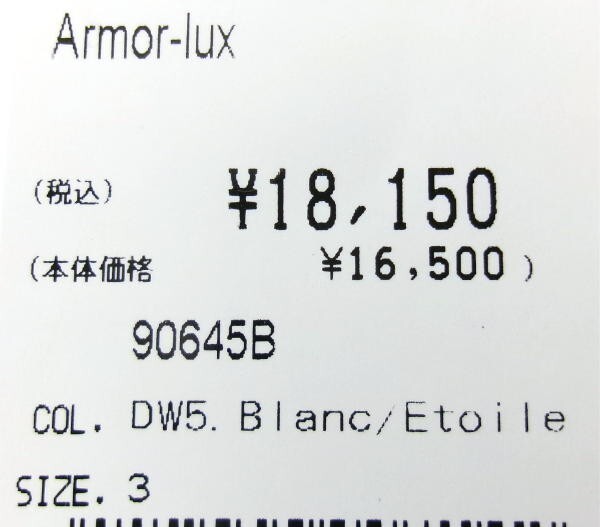 Armor-lux
(税込) ¥18,150
(本体価格 ¥16,500)
90645B
COL. DW5. Blanc/Etoile
SIZE. 3